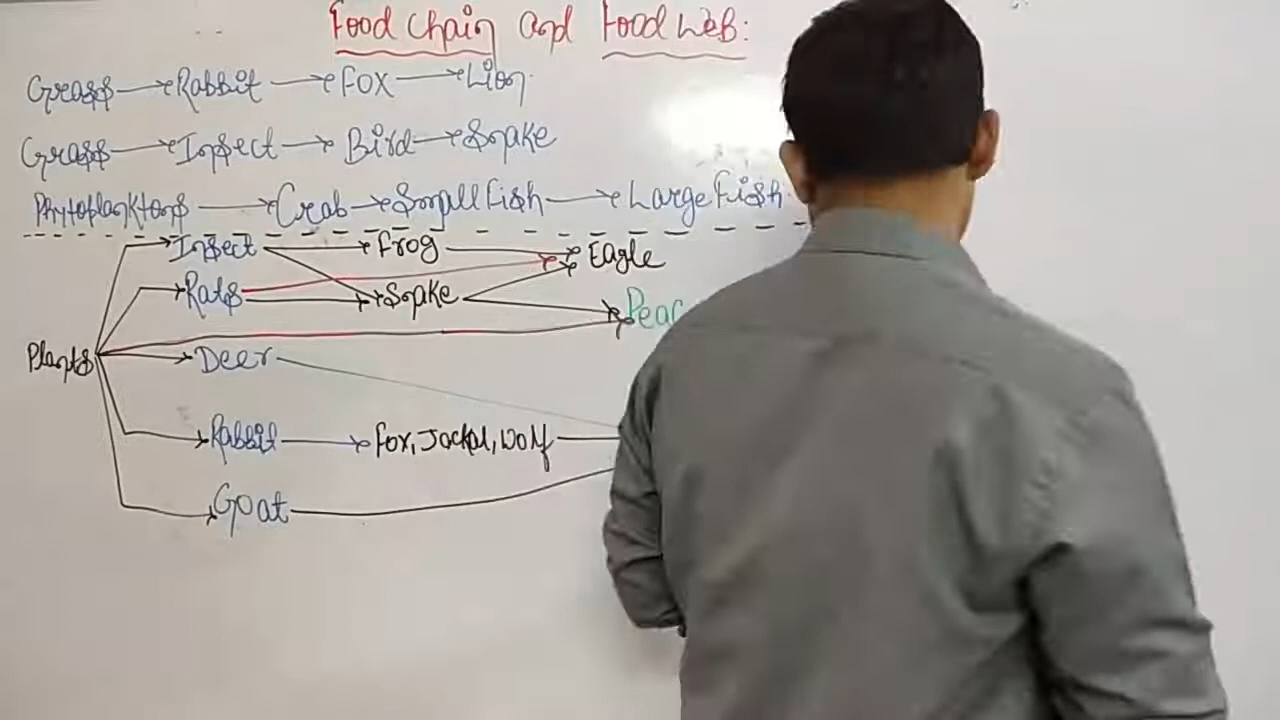 Food Chain and Food Web:
Grass → Rabbit → Fox → Lion.
Grass → Insect → Bird → Snake
Phytoplanktons → Crab → Small Fish → Large Fish
Insect → Frog → Eagle
Rats → Snake → Peac
Plants → Deer
Rabbit → Fox, Jackal, Wolf
Goat